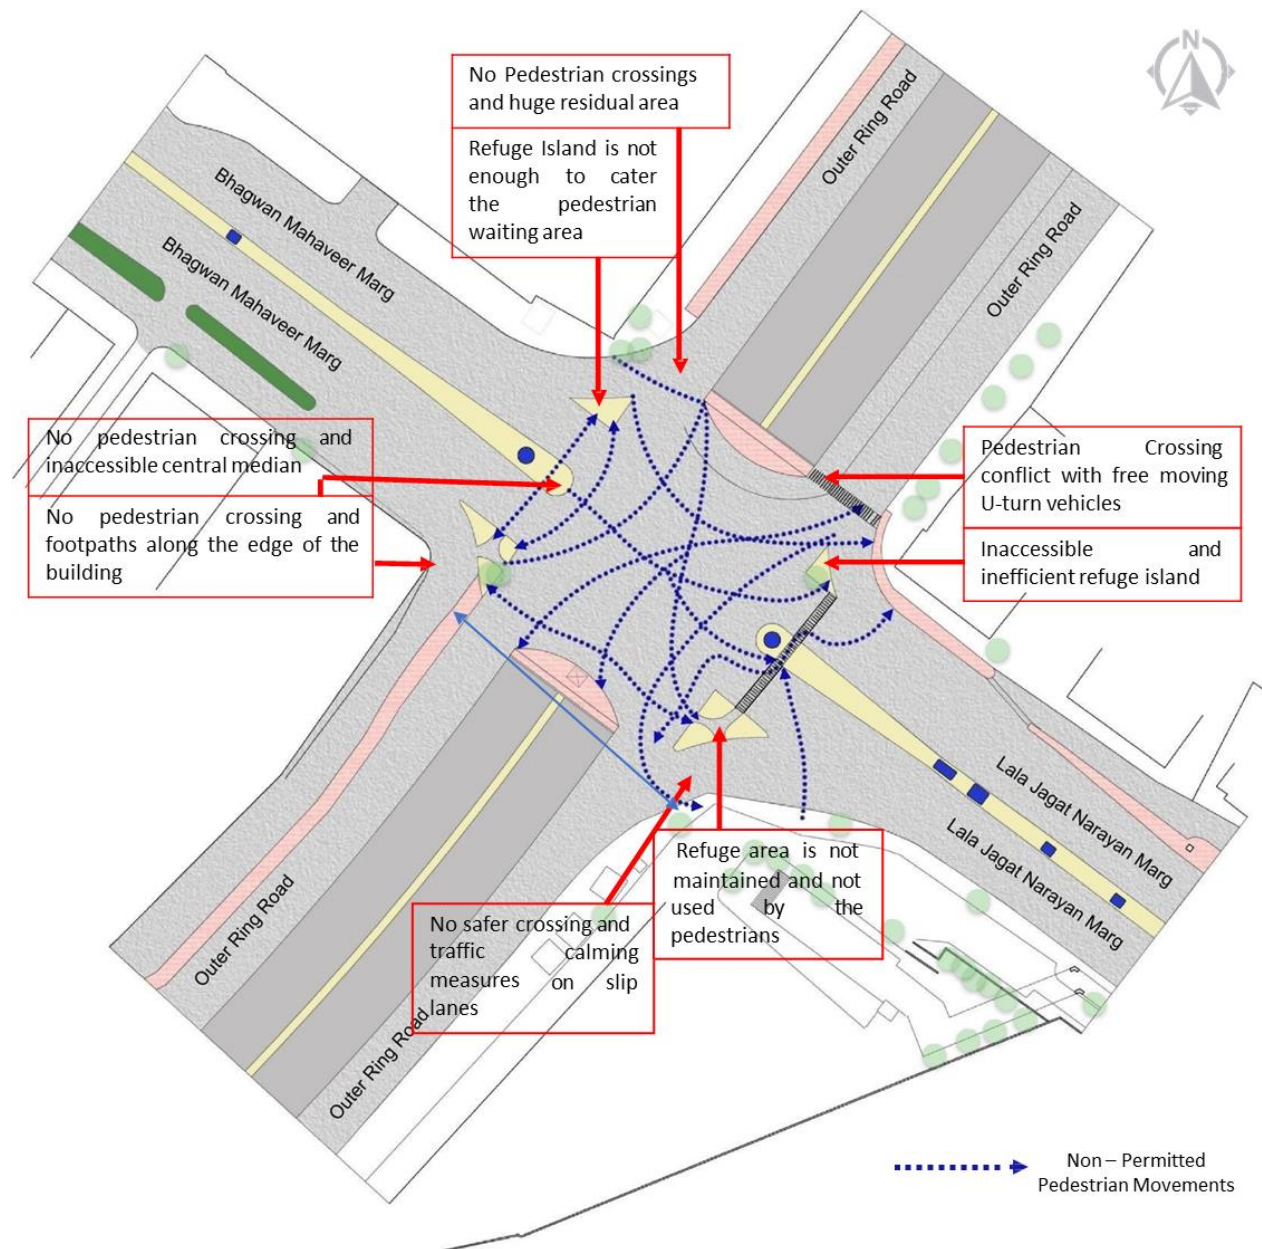 N
No Pedestrian crossings
and huge residual area
Refuge Island is not
enough to cater
the pedestrian
waiting area
Outer Ring Road
Outer Ring Road
Bhagwan Mahaveer Marg
Bhagwan Mahaveer Marg
No pedestrian crossing and
inaccessible central median
No pedestrian crossing and
footpaths along the edge of the
building
Pedestrian Crossing
conflict with free moving
U-turn vehicles
Inaccessible and
inefficient refuge island
Lala Jagat Narayan Marg
Lala Jagat Narayan Marg
Refuge area is not
maintained and not
used by the
pedestrians
No safer crossing and
traffic calming
measures on slip
lanes
Outer Ring Road
Outer Ring Road
Non – Permitted
Pedestrian Movements